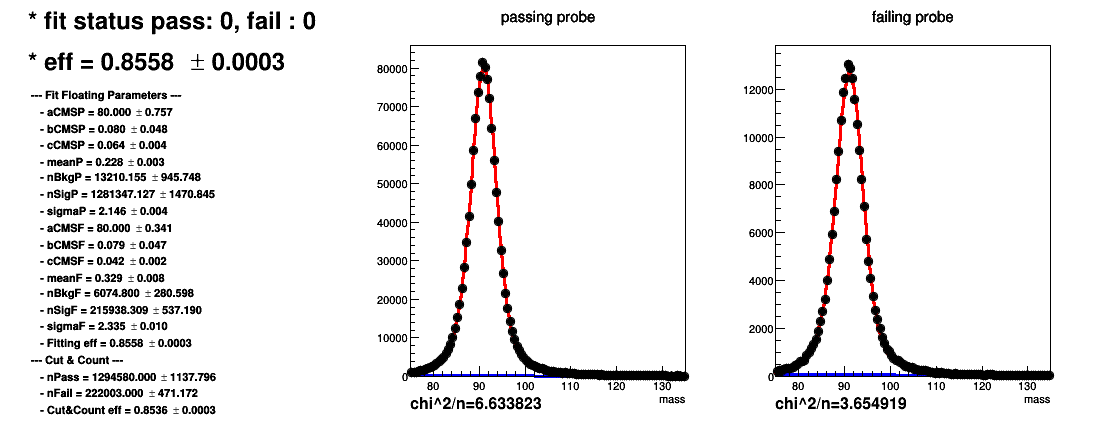 * fit status pass: 0, fail : 0
* eff = 0.8558 ± 0.0003
--- Fit Floating Parameters ---
- aCMSP = 80.000 ± 0.757
- bCMSP = 0.080 ± 0.048
- cCMSP = 0.064 ± 0.004
- meanP = 0.228 ± 0.003
- nBkgP = 13210.155 ± 945.748
- nSigP = 1281347.127 ± 1470.845
- sigmaP = 2.146 ± 0.004
- aCMSF = 80.000 ± 0.341
- bCMSF = 0.079 ± 0.047
- cCMSF = 0.042 ± 0.002
- meanF = 0.329 ± 0.008
- nBkgF = 6074.800 ± 280.598
- nSigF = 215938.309 ± 537.190
- sigmaF = 2.335 ± 0.010
- Fitting eff = 0.8558 ± 0.0003
--- Cut & Count ---
- nPass = 1294580.000 ± 1137.796
- nFail = 222003.000 ± 471.172
- Cut&Count eff = 0.8536 ± 0.0003
passing probe
80000
70000
60000
50000
40000
30000
20000
10000
0
80 90 100 110 120 130
mass
chi^2/n=6.633823
failing probe
12000
10000
8000
6000
4000
2000
0
80 90 100 110 120 130
mass
chi^2/n=3.654919